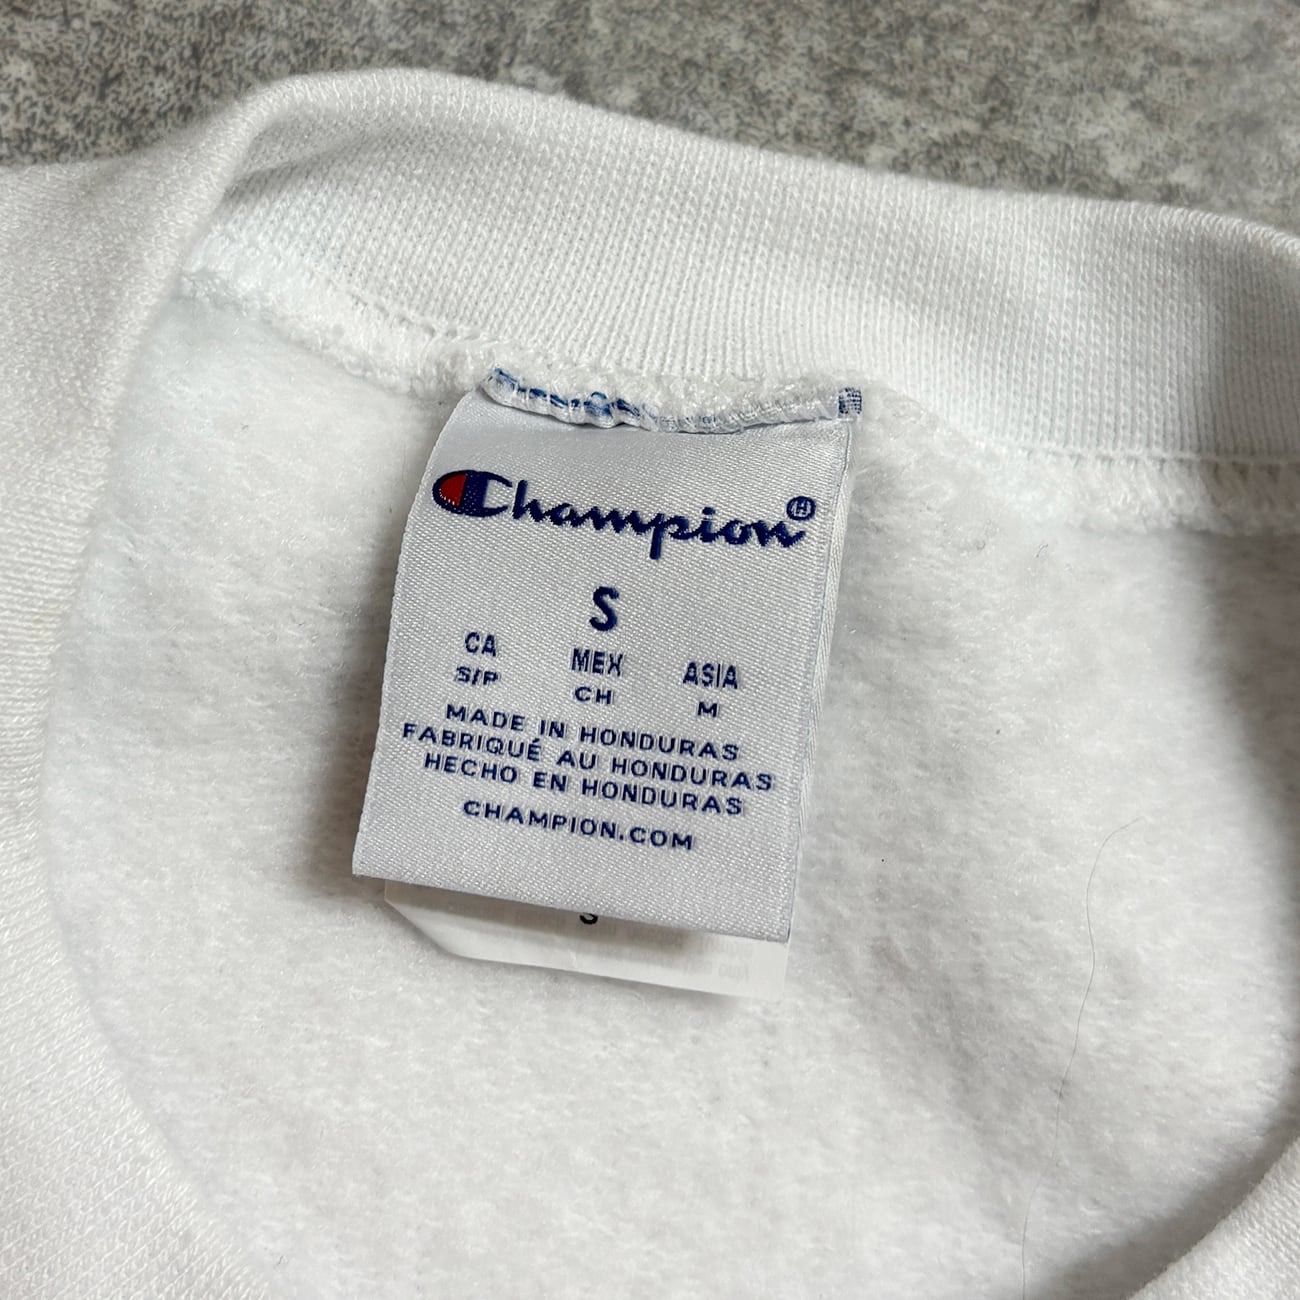 Champion
S
CA MEX ASIA
S/P CH M
MADE IN HONDURAS
FABRIQUÉ AU HONDURAS
HECHO EN HONDURAS
CHAMPION.COM
S